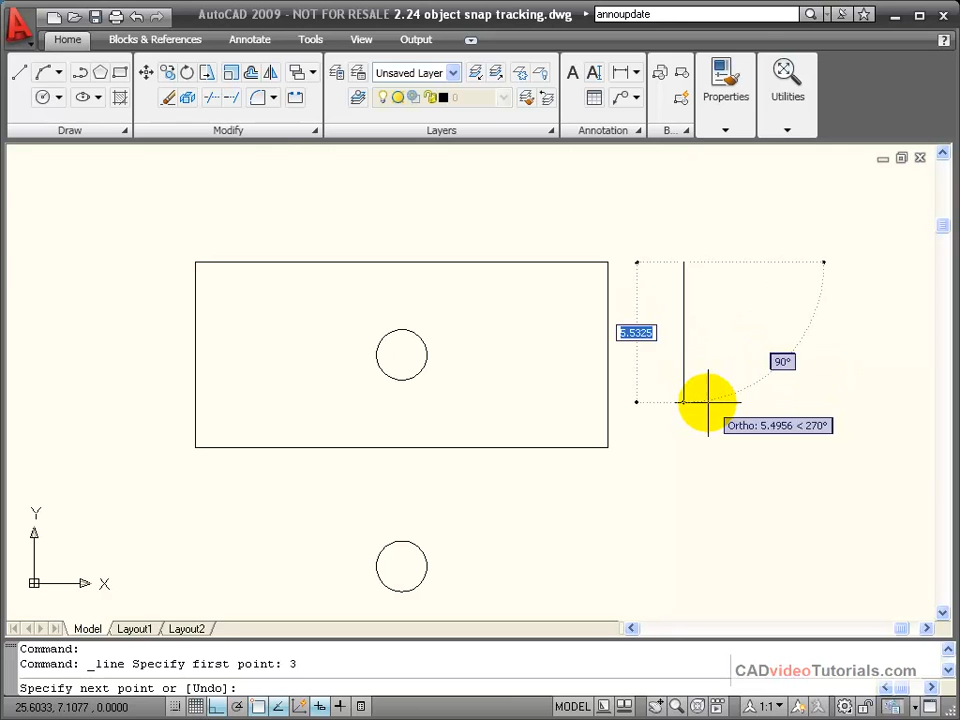 AutoCAD 2009 - NOT FOR RESALE 2.24 object snap tracking.dwg
annoupdate
Home
Blocks & References
Annotate
Tools
View
Output
Unsaved Layer
0
Properties
Utilities
Draw
Modify
Layers
Annotation
B...
5.5325
90°
Ortho: 5.4956 < 270°
Y
X
Model
Layout1
Layout2
Command:
Command: _line Specify first point: 3
Specify next point or [Undo]:
CADvideoTutorials.com
25.6033, 7.1077, 0.0000
MODEL
1:1